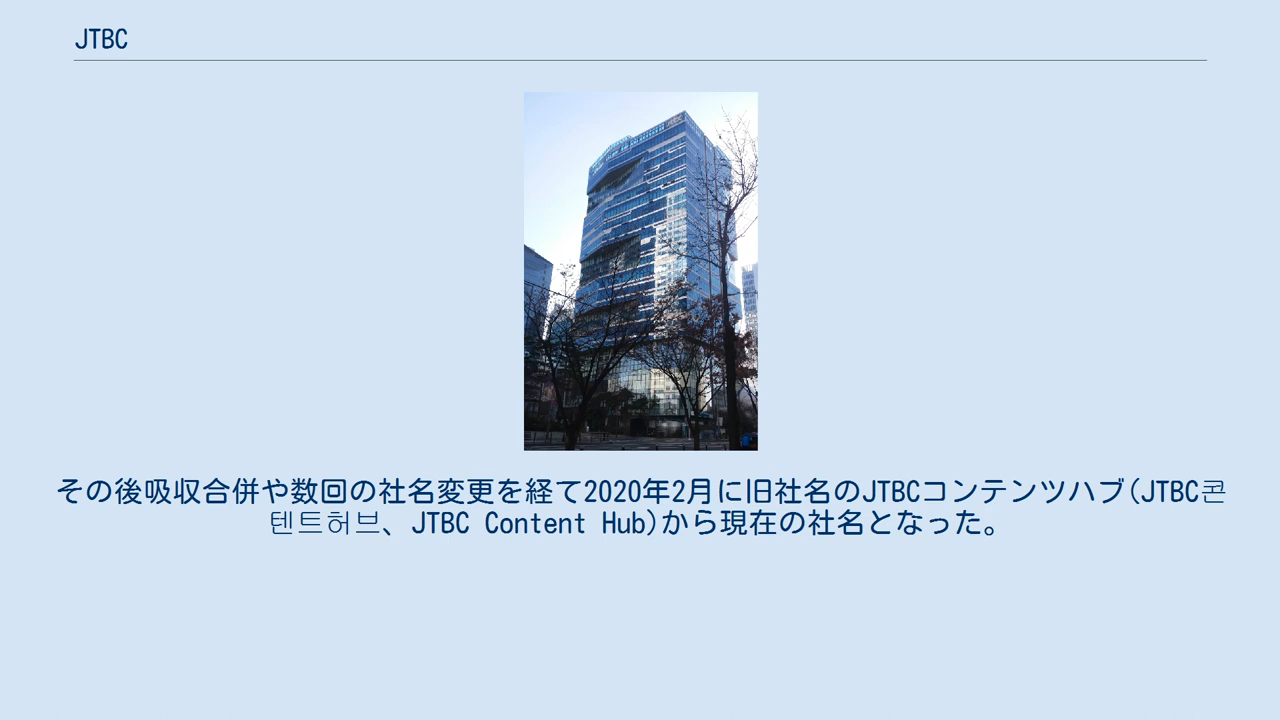 JTBC
その後吸収合併や数回の社名変更を経て2020年2月に旧社名のJTBCコンテンツハブ(JTBC콘
텐트허브、JTBC Content Hub)から現在の社名となった。